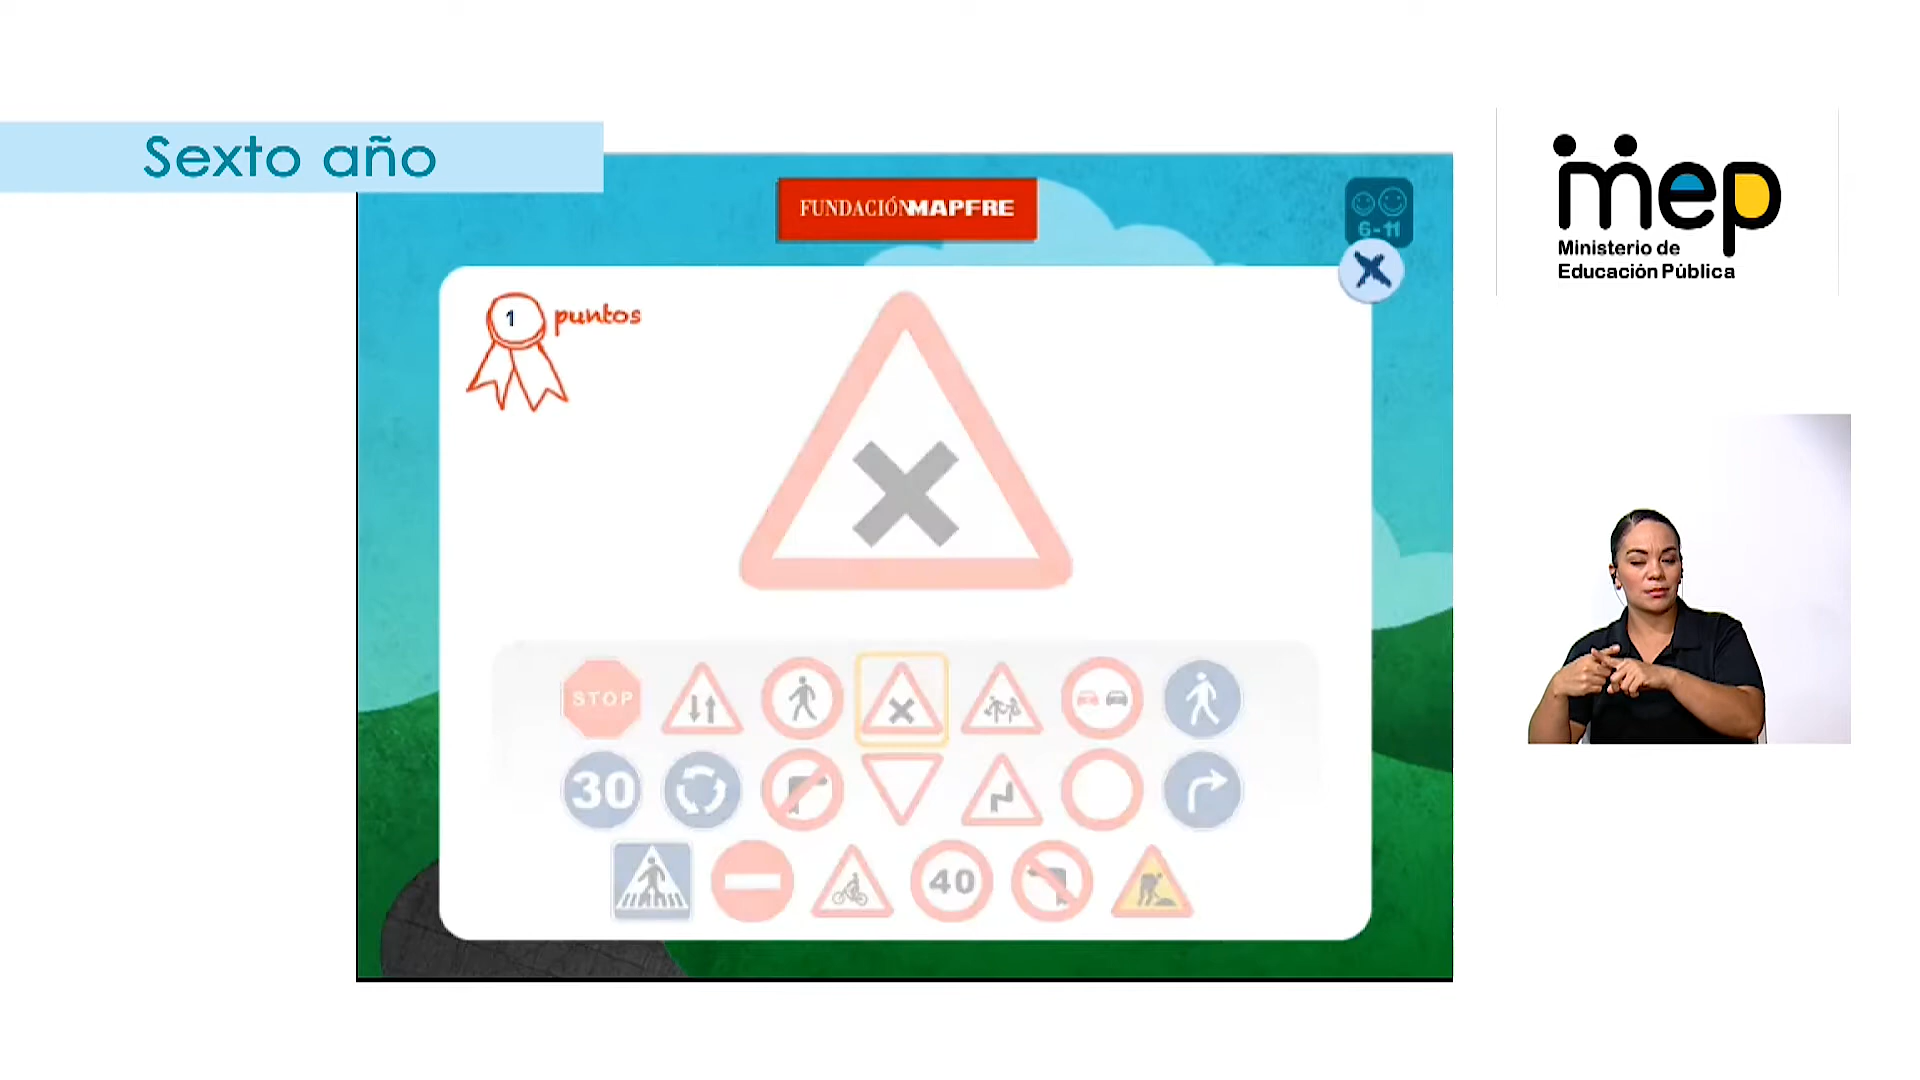 Sexto año
FUNDACIÓNMAPFRE
6-11
1 puntos
STOP
30
40
mep
Ministerio de
Educación Pública